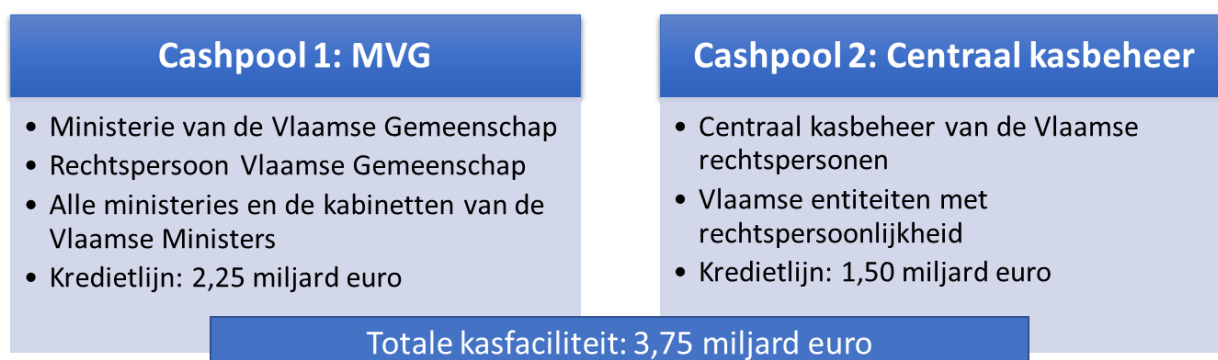 Cashpool 1: MVG
• Ministerie van de Vlaamse Gemeenschap
• Rechtspersoon Vlaamse Gemeenschap
• Alle ministeries en de kabinetten van de
Vlaamse Ministers
• Kredietlijn: 2,25 miljard euro
Cashpool 2: Centraal kasbeheer
• Centraal kasbeheer van de Vlaamse
rechtspersonen
• Vlaamse entiteiten met
rechtspersoonlijkheid
• Kredietlijn: 1,50 miljard euro
Totale kasfaciliteit: 3,75 miljard euro